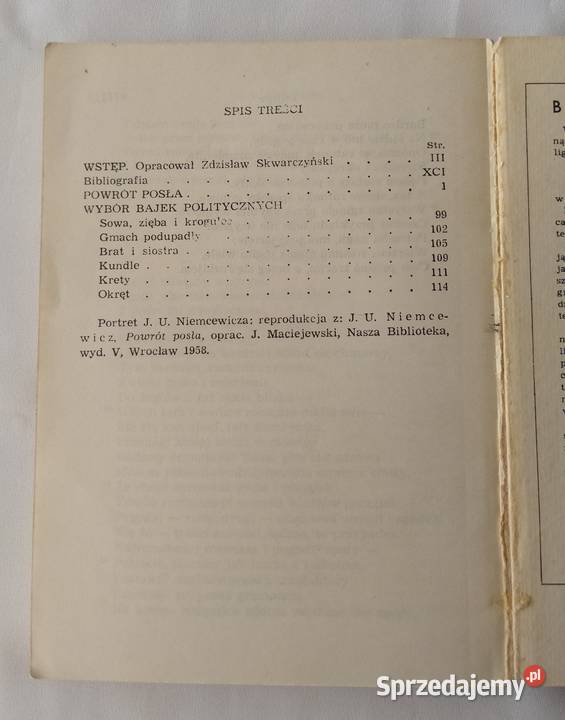 SPIS TREŚCI
Str.
WSTĘP. Opracował Zdzisław Skwarczyński . . . . III
Bibliografia . . . . . . . . . . . XCI
POWRÓT POSŁA . . . . . . . . . . 1
WYBÓR BAJEK POLITYCZNYCH
Sowa, zięba i krogulec . . . . . . . 99
Gmach podupadły . . . . . . . . 102
Brat i siostra . . . . . . . . . 105
Kundle . . . . . . . . . . . 109
Krety . . . . . . . . . . . 111
Okręt . . . . . . . . . . . 114
Portret J. U. Niemcewicza: reprodukcja z: J. U. Niemce-
wicz, Powrót posła, oprac. J. Maciejewski, Nasza Biblioteka,
wyd. V, Wrocław 1958.
B
Sprzedajemy.pl